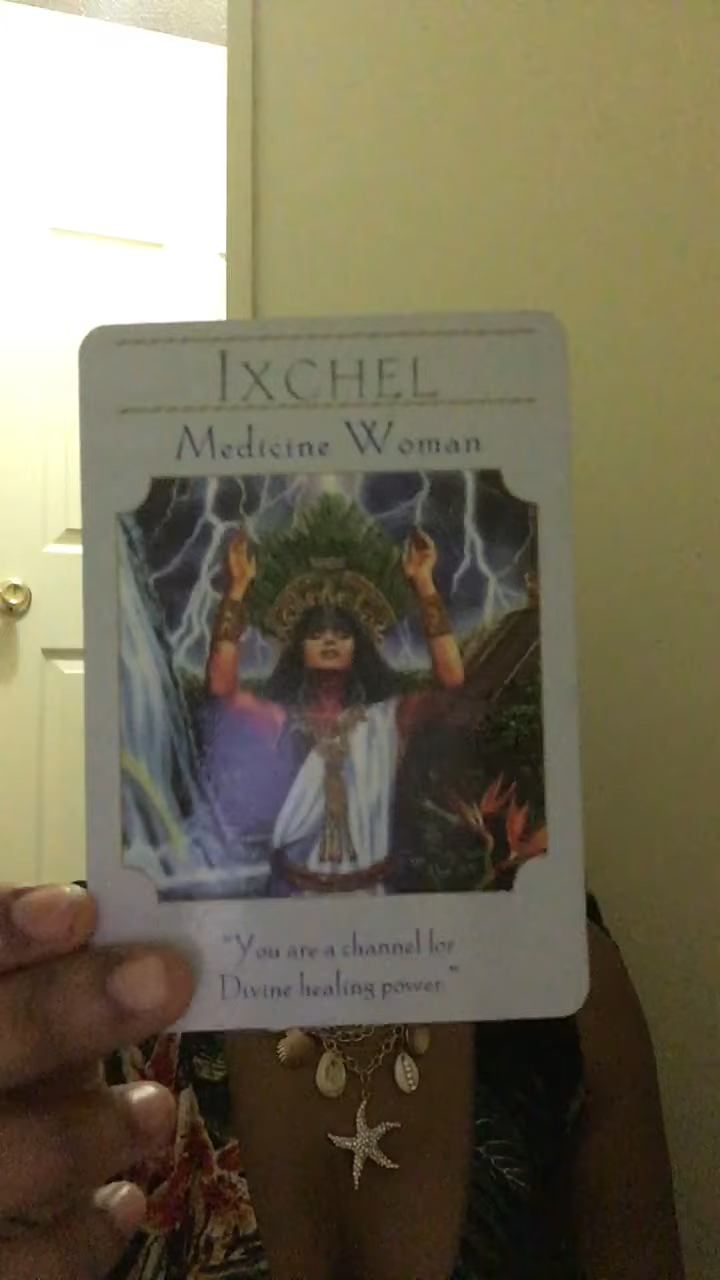 IXCHEL
Medicine Woman
"You are a channel for
Divine healing power."